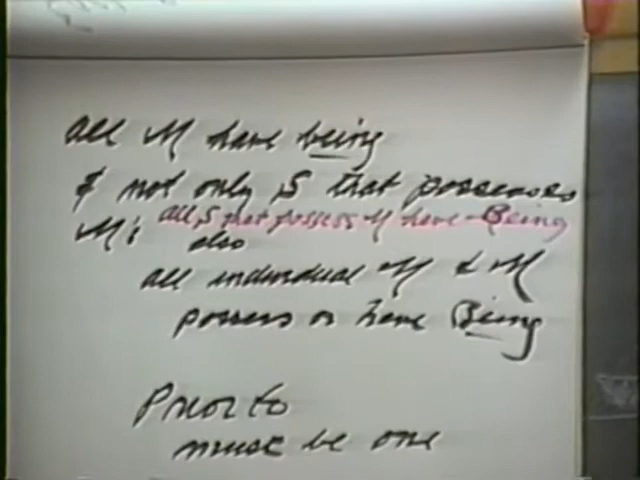 all M have being
& not only S that possesses
all S that possess M have Being
M's also
all individual M & M
possess or have Being
Prior to
must be one